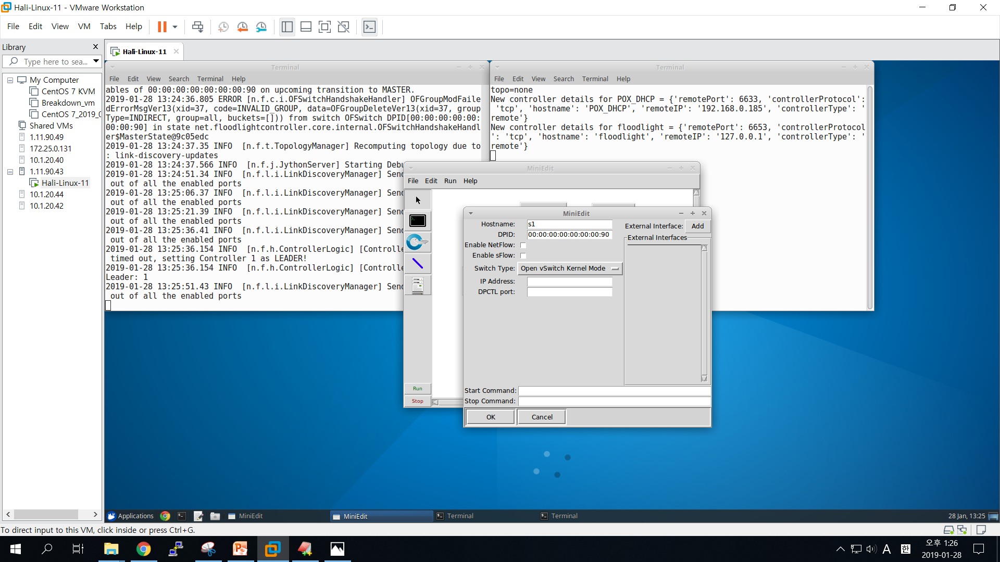 Hali-Linux-11 - VMware Workstation
File Edit View VM Tabs Help
Library
Type here to sea...
My Computer
CentOS 7 KVM
Breakdown_vm
CentOS 7_2019_0
Shared VMs
1.11.90.49
172.25.0.131
10.1.20.40
1.11.90.43
Hali-Linux-11
10.1.20.44
10.1.20.42
Hali-Linux-11
Terminal
File Edit View Search Terminal Help
ables of 00:00:00:00:00:00:00:90 on upcoming transition to MASTER.
2019-01-28 13:24:36.805 ERROR [n.f.c.i.OFSwitchHandshakeHandler] OFGroupModFaile
dErrorMsgVer13(xid=37, code=INVALID_GROUP, data=OFGroupDeleteVer13(xid=37, group
Type=INDIRECT, group=all, buckets=[])) from switch OFSwitch DPID[00:00:00:00:00:
00:00:90] in state net.floodlightcontroller.core.internal.OFSwitchHandshakeHandl
er$MasterState@9c05edc
2019-01-28 13:24:37.35 INFO [n.f.t.TopologyManager] Recomputing topology due to
: link-discovery-updates
2019-01-28 13:24:37.566 INFO [n.f.j.JythonServer] Starting Debu
2019-01-28 13:24:51.34 INFO [n.f.l.i.LinkDiscoveryManager] Send
out of all the enabled ports
2019-01-28 13:25:06.37 INFO [n.f.l.i.LinkDiscoveryManager] Send
out of all the enabled ports
2019-01-28 13:25:21.39 INFO [n.f.l.i.LinkDiscoveryManager] Send
out of all the enabled ports
2019-01-28 13:25:36.41 INFO [n.f.l.i.LinkDiscoveryManager] Send
out of all the enabled ports
2019-01-28 13:25:36.154 INFO [n.f.h.ControllerLogic] [Controlle
timed out, setting Controller 1 as LEADER!
2019-01-28 13:25:36.154 INFO [n.f.h.ControllerLogic] [Controlle
Leader: 1
2019-01-28 13:25:51.43 INFO [n.f.l.i.LinkDiscoveryManager] Send
out of all the enabled ports
Terminal
File Edit View Search Terminal Help
topo=none
New controller details for POX_DHCP = {'remotePort': 6633, 'controllerProtocol':
'tcp', 'hostname': 'POX_DHCP', 'remoteIP': '192.168.0.185', 'controllerType': '
remote'}
New controller details for floodlight = {'remotePort': 6653, 'controllerProtocol
': 'tcp', 'hostname': 'floodlight', 'remoteIP': '127.0.0.1', 'controllerType': '
remote'}
MiniEdit
File Edit Run Help
Run
Stop
MiniEdit
Hostname: s1
DPID: 00:00:00:00:00:00:00:90
Enable NetFlow:
Enable sFlow:
Switch Type: Open vSwitch Kernel Mode
IP Address:
DPCTL port:
External Interface: Add
External Interfaces
Start Command:
Stop Command:
OK Cancel
Applications MiniEdit MiniEdit Terminal Terminal 28 Jan, 13:25
To direct input to this VM, click inside or press Ctrl+G.
A 한 오후 1:26
2019-01-28